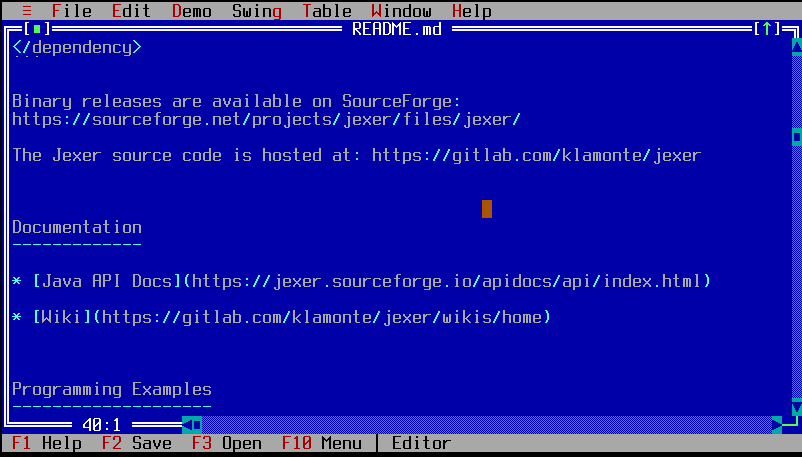 ≡ File Edit Demo Swing Table Window Help
[■] README.md [↑]
</dependency>
```
Binary releases are available on SourceForge:
https://sourceforge.net/projects/jexer/files/jexer/
The Jexer source code is hosted at: https://gitlab.com/klamonte/jexer
Documentation
-------------
* [Java API Docs](https://jexer.sourceforge.io/apidocs/api/index.html)
* [Wiki](https://gitlab.com/klamonte/jexer/wikis/home)
Programming Examples
--------------------
40:1
F1 Help F2 Save F3 Open F10 Menu | Editor